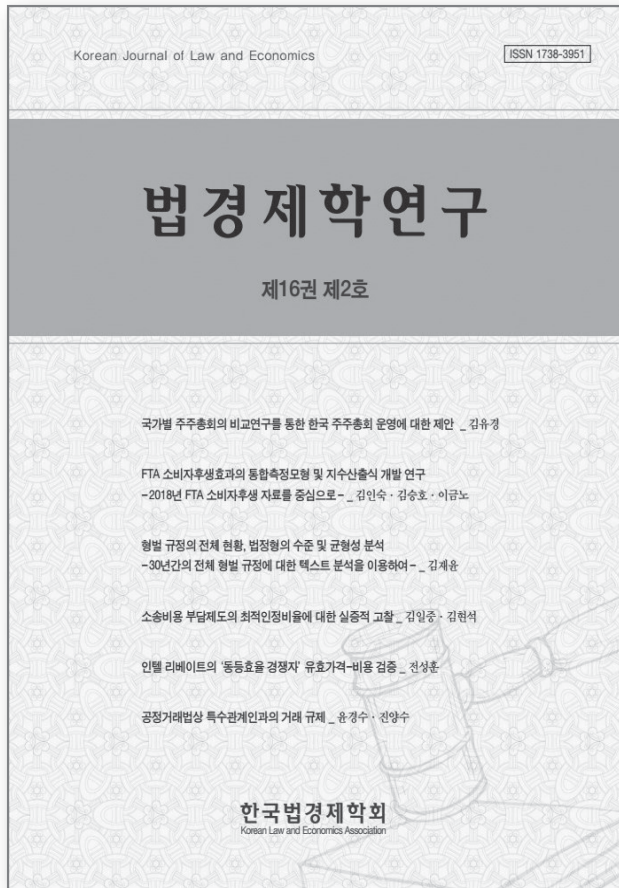 Korean Journal of Law and Economics
ISSN 1738-3951
법경제학연구
제16권 제2호
국가별 주주총회의 비교연구를 통한 한국 주주총회 운영에 대한 제안 _ 김유경
FTA 소비자후생효과의 통합측정모형 및 지수산출식 개발 연구
-2018년 FTA 소비자후생 자료를 중심으로- _ 김인숙 · 김승호 · 이금노
형벌 규정의 전체 현황, 법정형의 수준 및 균형성 분석
-30년간의 전체 형벌 규정에 대한 텍스트 분석을 이용하여- _ 김재윤
소송비용 부담제도의 최적인정비율에 대한 실증적 고찰 _ 김일중 · 김현석
인텔 리베이트의 '동등효율 경쟁자' 유효가격-비용 검증 _ 전성훈
공정거래법상 특수관계인과의 거래 규제 _ 윤경수 · 진양수
한국법경제학회
Korean Law and Economics Association